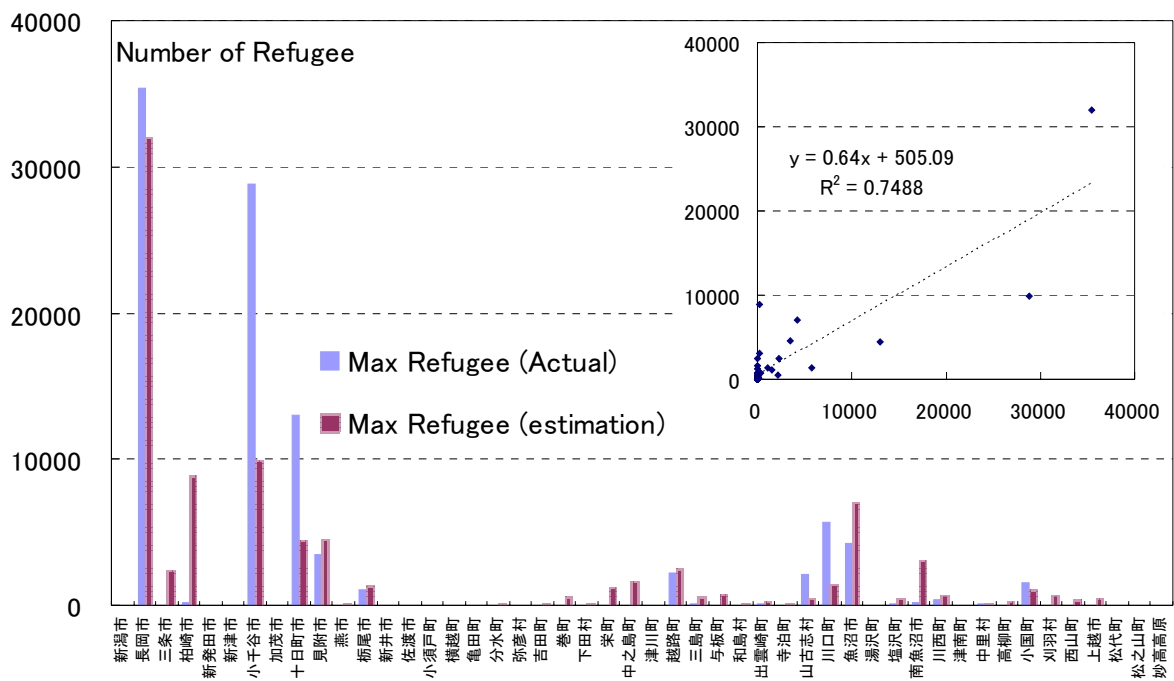 Number of Refugee
40000
30000
20000
10000
0
Max Refugee (Actual)
Max Refugee (estimation)
40000
30000
20000
10000
0
y = 0.64x + 505.09
R² = 0.7488
0
10000
20000
30000
40000
新潟市
長岡市
三条市
柏崎市
新発田市
新津市
小千谷市
加茂市
十日町市
見附市
燕市
栃尾市
新井市
佐渡市
小須戸町
横越町
亀田町
分水町
弥彦村
吉田町
巻町
下田村
栄町
中之島町
津川町
越路町
三島町
与板町
和島村
出雲崎町
寺泊町
山古志村
川口町
魚沼市
湯沢町
塩沢町
南魚沼市
川西町
津南町
中里村
高柳町
小国町
刈羽村
西山町
上越市
松代町
松之山町
妙高高原